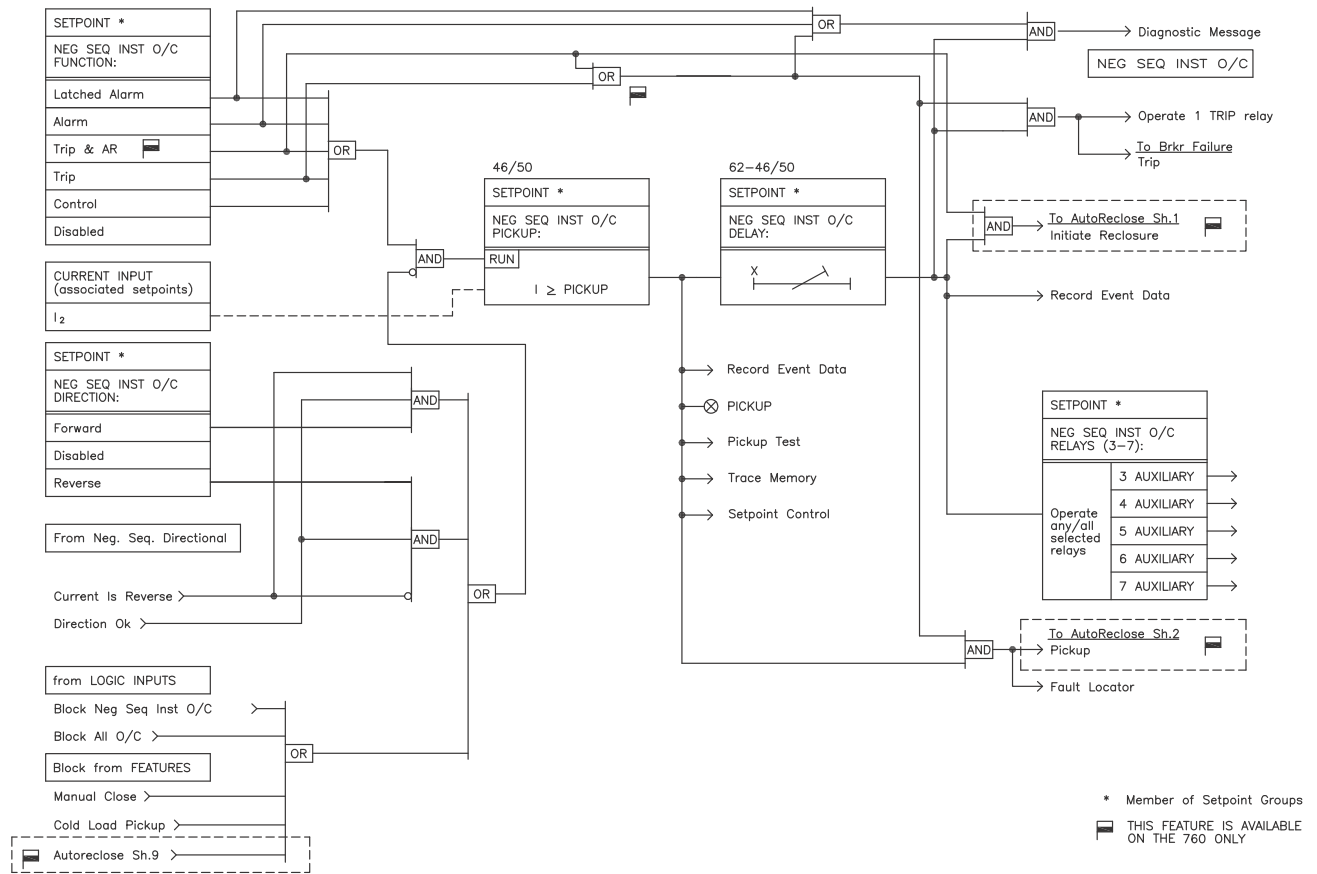 SETPOINT *
NEG SEQ INST O/C
FUNCTION:
Latched Alarm
Alarm
Trip & AR
Trip
Control
Disabled
CURRENT INPUT
(associated setpoints)
I2
SETPOINT *
NEG SEQ INST O/C
DIRECTION:
Forward
Disabled
Reverse
From Neg. Seq. Directional
Current Is Reverse
Direction Ok
from LOGIC INPUTS
Block Neg Seq Inst O/C
Block All O/C
Block from FEATURES
Manual Close
Cold Load Pickup
Autoreclose Sh.9
OR
AND
AND
AND
OR
OR
46/50
SETPOINT *
NEG SEQ INST O/C
PICKUP:
RUN
I ≥ PICKUP
OR
62-46/50
SETPOINT *
NEG SEQ INST O/C
DELAY:
X
Record Event Data
PICKUP
Pickup Test
Trace Memory
Setpoint Control
OR
AND
Diagnostic Message
NEG SEQ INST O/C
AND
Operate 1 TRIP relay
To Brkr Failure
Trip
AND
To AutoReclose Sh.1
Initiate Reclosure
Record Event Data
SETPOINT *
NEG SEQ INST O/C
RELAYS (3-7):
Operate
any/all
selected
relays
3 AUXILIARY
4 AUXILIARY
5 AUXILIARY
6 AUXILIARY
7 AUXILIARY
AND
To AutoReclose Sh.2
Pickup
Fault Locator
* Member of Setpoint Groups
THIS FEATURE IS AVAILABLE
ON THE 760 ONLY